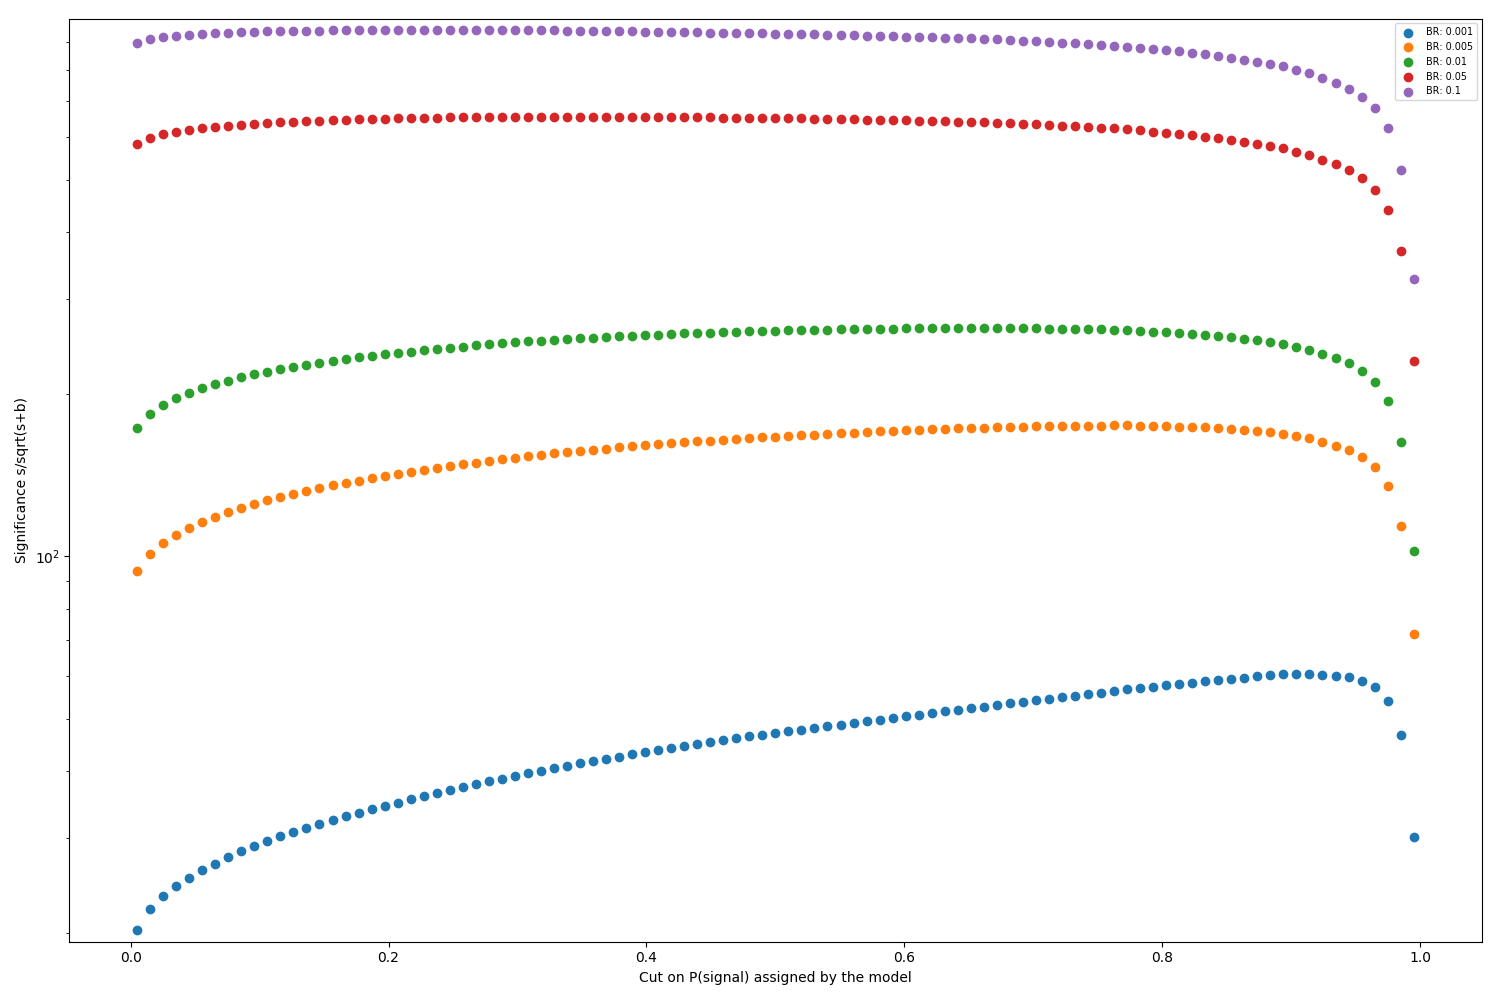 BR: 0.001
BR: 0.005
BR: 0.01
BR: 0.05
BR: 0.1
Significance s/sqrt(s+b)
10²
0.0 0.2 0.4 0.6 0.8 1.0
Cut on P(signal) assigned by the model